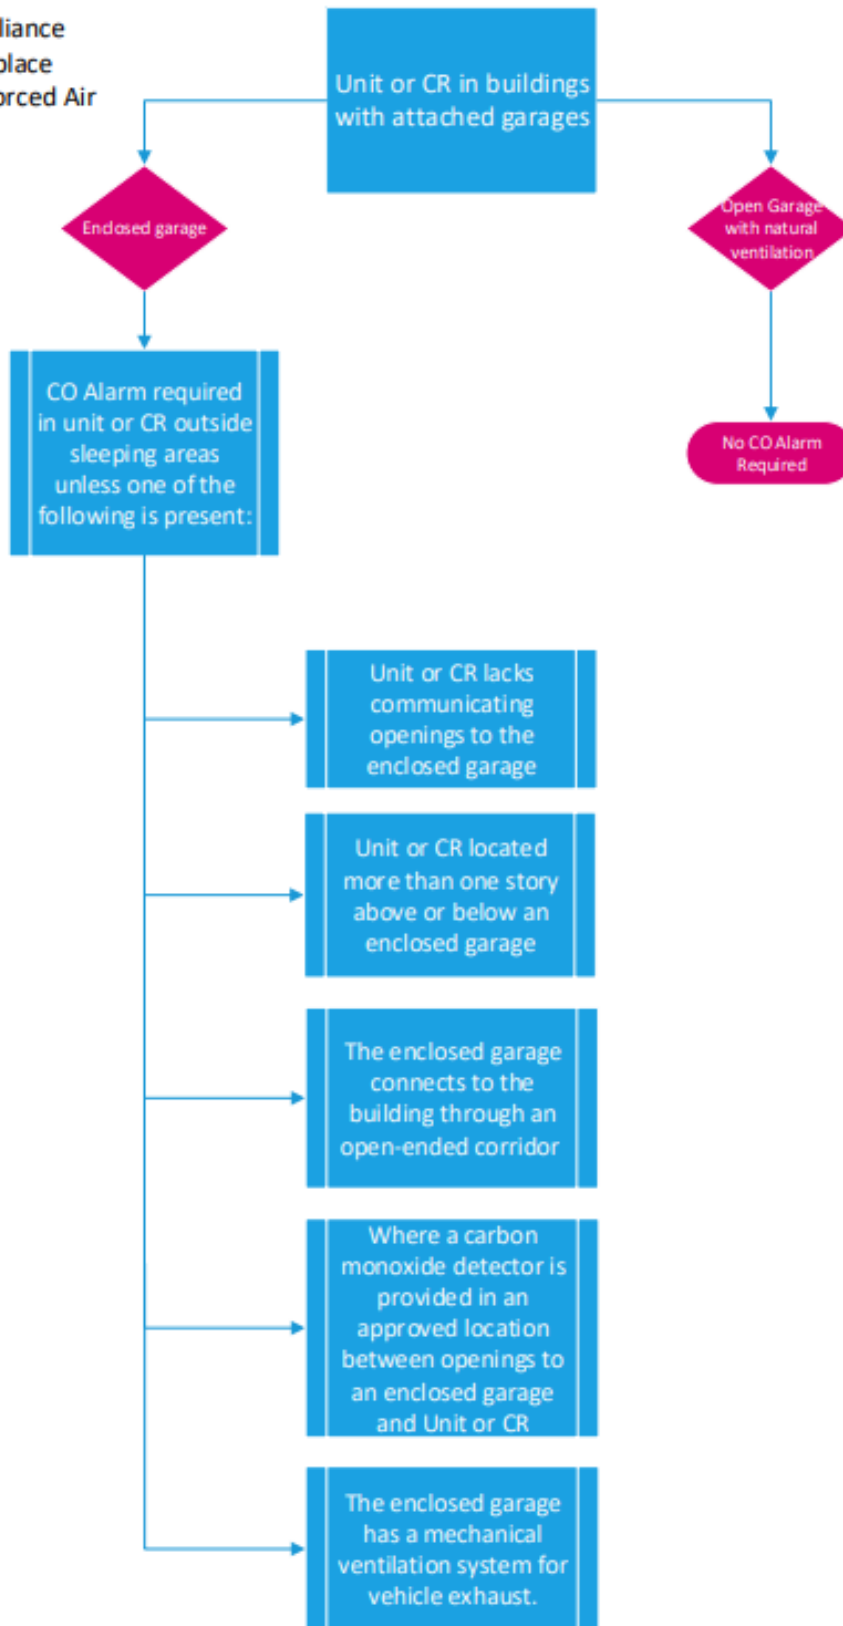 liance
place
orced Air
Unit or CR in buildings
with attached garages
Enclosed garage
Open Garage
with natural
ventilation
CO Alarm required
in unit or CR outside
sleeping areas
unless one of the
following is present:
No CO Alarm
Required
Unit or CR lacks
communicating
openings to the
enclosed garage
Unit or CR located
more than one story
above or below an
enclosed garage
The enclosed garage
connects to the
building through an
open-ended corridor
Where a carbon
monoxide detector is
provided in an
approved location
between openings to
an enclosed garage
and Unit or CR
The enclosed garage
has a mechanical
ventilation system for
vehicle exhaust.